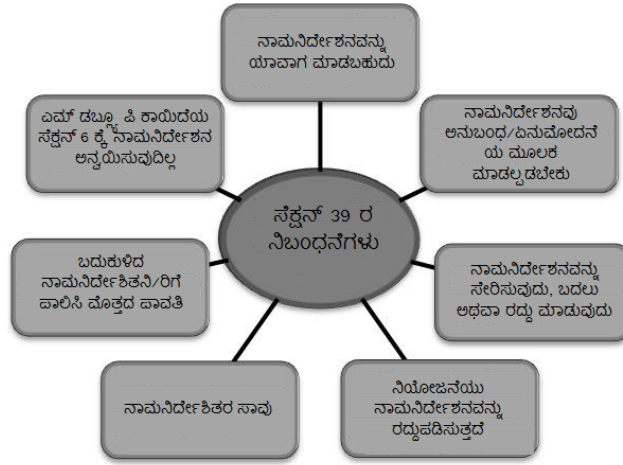 ನಾಮನಿರ್ದೇಶನವನ್ನು
ಯಾವಾಗ ಮಾಡಬಹುದು
ಎಮ್ ಡಬ್ಲ್ಯೂ ಪಿ ಕಾಯಿದೆಯ
ಸೆಕ್ಷನ್ 6 ಕ್ಕೆ ನಾಮನಿರ್ದೇಶನ
ಅನ್ವಯಿಸುವುದಿಲ್ಲ
ನಾಮನಿರ್ದೇಶನವು
ಅನುಬಂಧ/ಏನುಮೋದನೆ
ಯ ಮೂಲಕ
ಮಾಡಲ್ಪಡಬೇಕು
ಸೆಕ್ಷನ್ 39 ರ
ನಿಬಂಧನೆಗಳು
ಬದುಕುಳಿದ
ನಾಮನಿರ್ದೇಶಿತನಿ/ರಿಗೆ
ಪಾಲಿಸಿ ಮೊತ್ತದ ಪಾವತಿ
ನಾಮನಿರ್ದೇಶನವನ್ನು
ಸೇರಿಸುವುದು, ಬದಲು
ಅಥವಾ ರದ್ದು ಮಾಡುವುದು
ನಾಮನಿರ್ದೇಶಿತರ ಸಾವು
ನಿಯೋಜನೆಯು
ನಾಮನಿರ್ದೇಶನವನ್ನು
ರದ್ದುಪಡಿಸುತ್ತದೆ